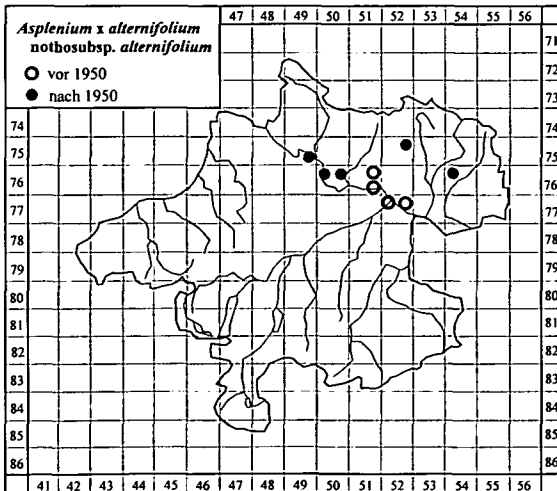 Asplenium x alternifolium
nothosubsp. alternifolium
vor 1950
nach 1950
47 48 49 50 51 52 53 54 55 56
71
72
73
74 74
75 75
76 76
77 77
78 78
79 79
80 80
81 81
82 82
83 83
84 84
85 85
86 86
41 42 43 44 45 46 47 48 49 50 51 52 53 54 55 56